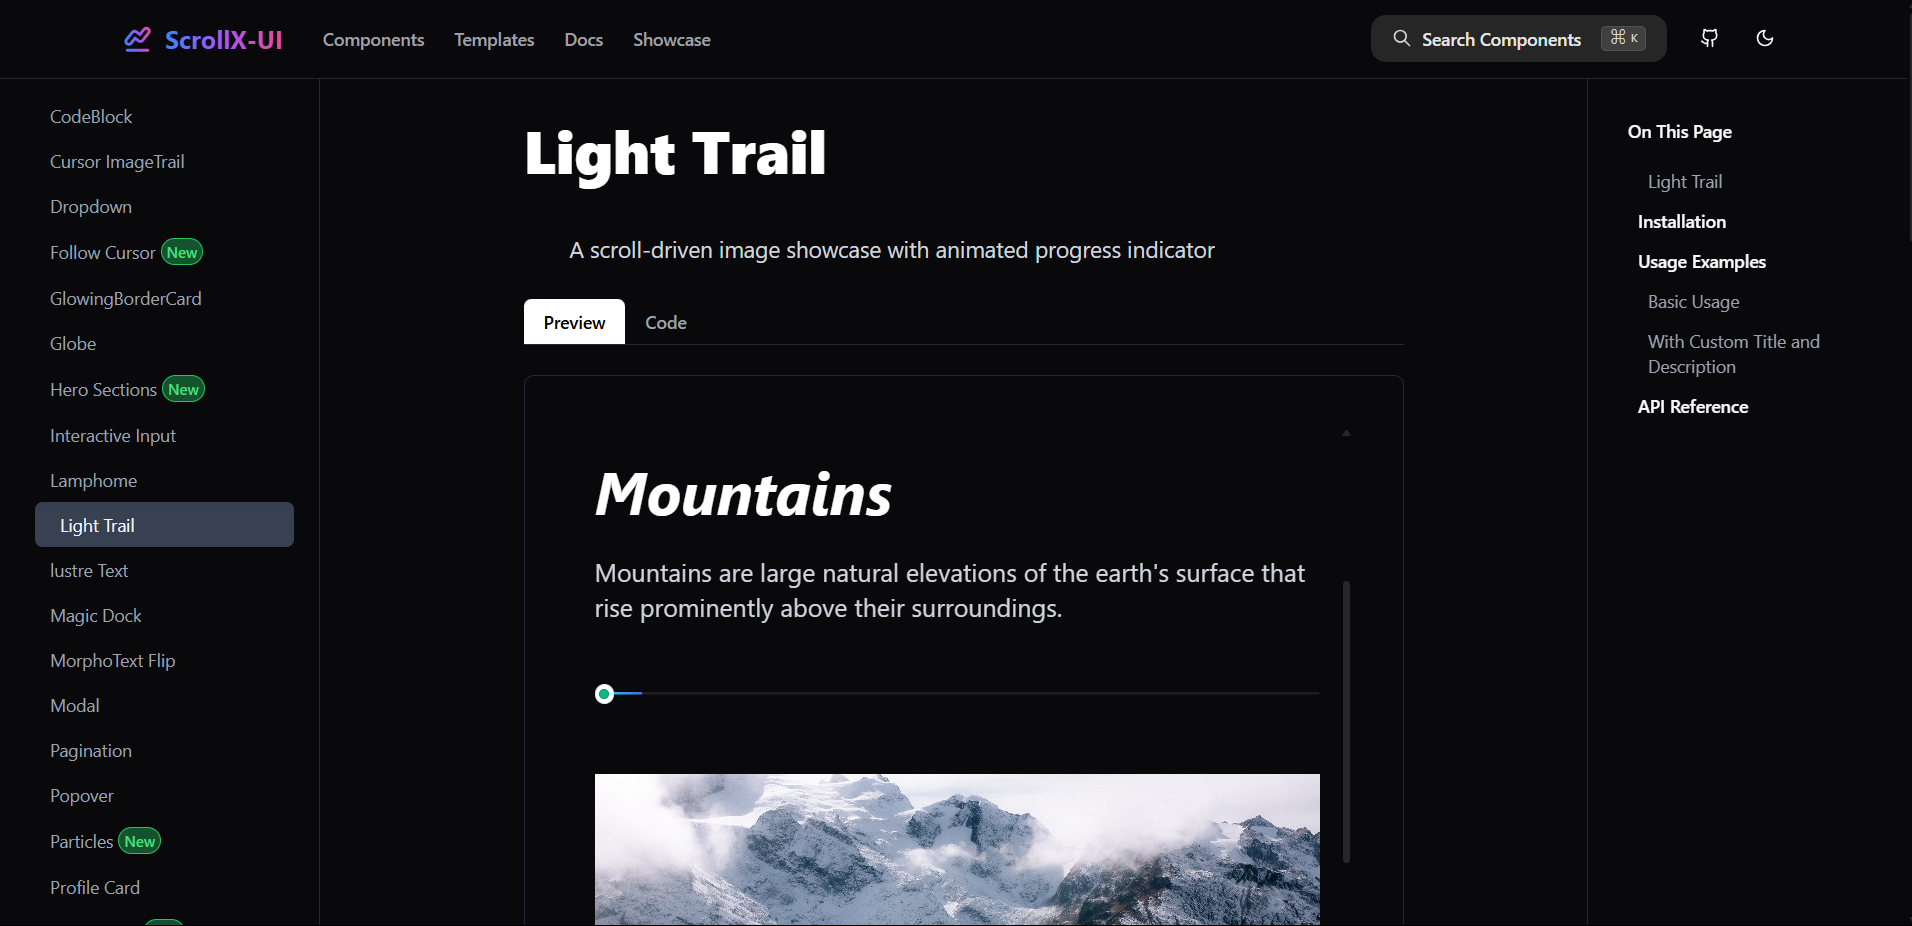 ScrollX-UI
Components
Templates
Docs
Showcase
Search Components
⌘ K
CodeBlock
Cursor ImageTrail
Dropdown
Follow Cursor New
GlowingBorderCard
Globe
Hero Sections New
Interactive Input
Lamphome
Light Trail
lustre Text
Magic Dock
MorphoText Flip
Modal
Pagination
Popover
Particles New
Profile Card
Light Trail
A scroll-driven image showcase with animated progress indicator
Preview
Code
Mountains
Mountains are large natural elevations of the earth's surface that
rise prominently above their surroundings.
On This Page
Light Trail
Installation
Usage Examples
Basic Usage
With Custom Title and
Description
API Reference